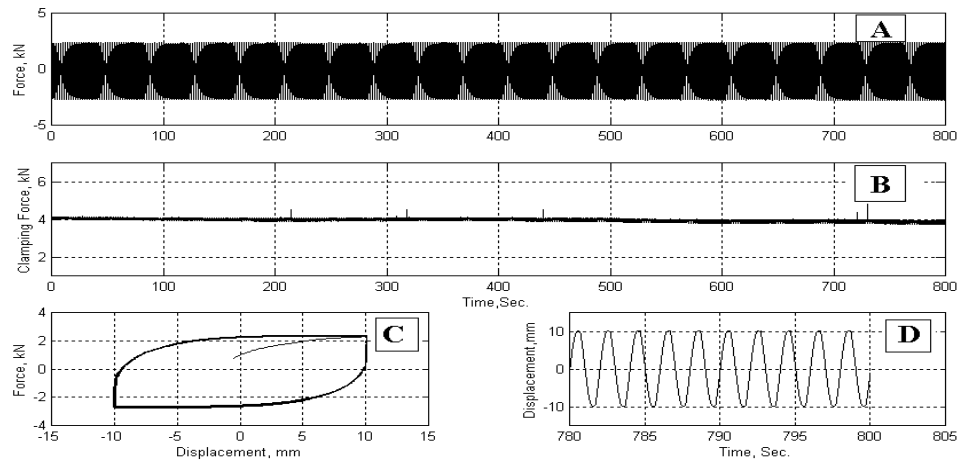 5
A
Force, kN
0
-5
0 100 200 300 400 500 600 700 800
6
B
Clamping Force, kN
4
2
0 100 200 300 400 500 600 700 800
Time,Sec.
4
C
Force, kN
2
0
-2
-4
-15 -10 -5 0 5 10 15
Displacement, mm
D
Displacement,mm
10
0
-10
780 785 790 795 800 805
Time, Sec.